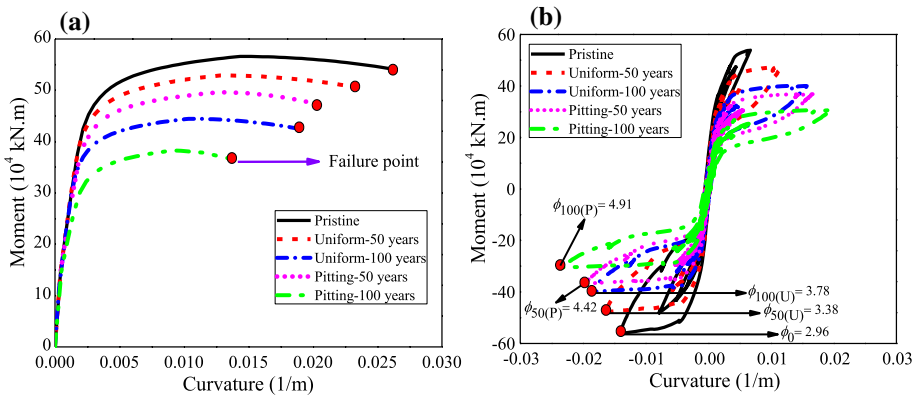 (a)
Moment (10⁴ kN.m)
60
50
40
30
50
10
0
0.000
0.005
0.010
0.015
0.020
0.025
0.030
Curvature (1/m)
Failure point
Pristine
Uniform-50 years
Uniform-100 years
Pitting-50 years
Pitting-100 years
(b)
Moment (10⁴ kN.m)
60
40
20
0
-20
-40
-60
-0.03
-0.02
-0.01
0.00
0.01
0.02
0.03
Curvature (1/m)
Pristine
Uniform-50 years
Uniform-100 years
Pitting-50 years
Pitting-100 years
ϕ100(P)= 4.91
ϕ50(P)= 4.42
ϕ100(U)= 3.78
ϕ50(U)= 3.38
ϕ0= 2.96